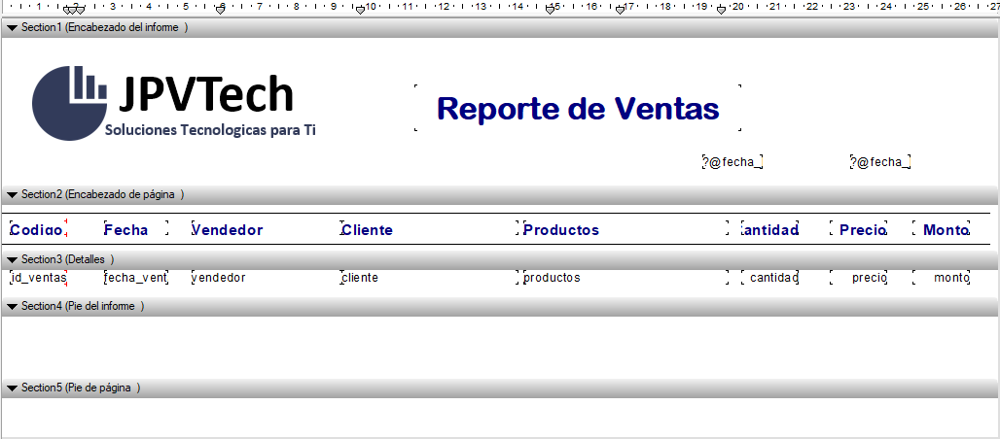 1 2 3 4 5 6 7 8 9 10 11 12 13 14 15 16 17 18 19 20 21 22 23 24 25 26 27
Section1 (Encabezado del informe )
JPVTech
Soluciones Tecnologicas para Ti
Reporte de Ventas
?@fecha_ ?@fecha_
Section2 (Encabezado de página )
Codigo Fecha Vendedor Cliente Productos antidad Precio Monto
Section3 (Detalles )
id_ventas fecha_vent vendedor cliente productos cantidad precio monto
Section4 (Pie del informe )
Section5 (Pie de página )